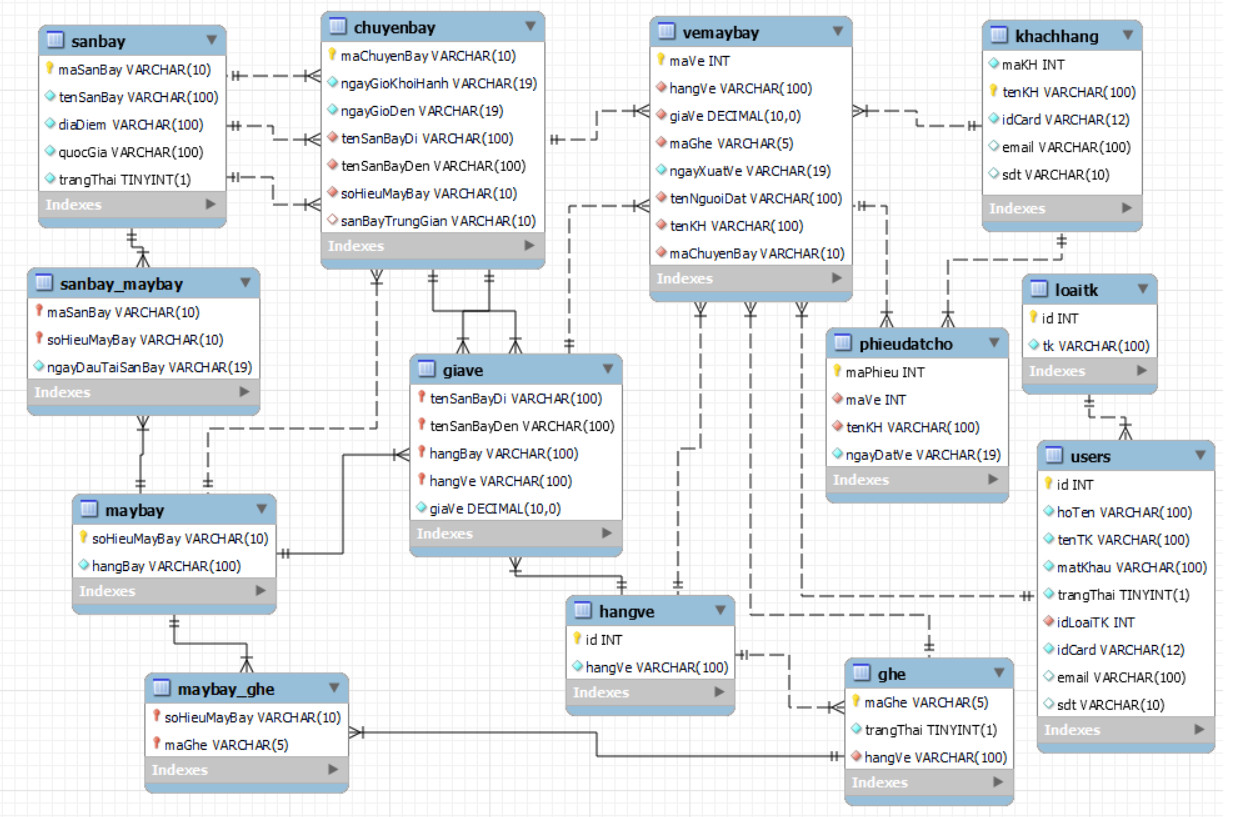 sanbay
maSanBay VARCHAR(10)
tenSanBay VARCHAR(100)
diaDiem VARCHAR(100)
quocGia VARCHAR(100)
trangThai TINYINT(1)
Indexes
chuyenbay
maChuyenBay VARCHAR(10)
ngayGioKhoiHanh VARCHAR(19)
ngayGioDen VARCHAR(19)
tenSanBayDi VARCHAR(100)
tenSanBayDen VARCHAR(100)
soHieuMayBay VARCHAR(10)
sanBayTrungGian VARCHAR(10)
Indexes
vemaybay
maVe INT
hangVe VARCHAR(100)
giaVe DECIMAL(10,0)
maGhe VARCHAR(5)
ngayXuatVe VARCHAR(19)
tenNguoiDat VARCHAR(100)
tenKH VARCHAR(100)
maChuyenBay VARCHAR(10)
Indexes
khachhang
maKH INT
tenKH VARCHAR(100)
idCard VARCHAR(12)
email VARCHAR(100)
sdt VARCHAR(10)
Indexes
sanbay_maybay
maSanBay VARCHAR(10)
soHieuMayBay VARCHAR(10)
ngayDauTaiSanBay VARCHAR(19)
Indexes
giave
tenSanBayDi VARCHAR(100)
tenSanBayDen VARCHAR(100)
hangBay VARCHAR(100)
hangVe VARCHAR(100)
giaVe DECIMAL(10,0)
Indexes
phieudatcho
maPhieu INT
maVe INT
tenKH VARCHAR(100)
ngayDatVe VARCHAR(19)
Indexes
loaitk
id INT
tk VARCHAR(100)
Indexes
users
id INT
hoTen VARCHAR(100)
tenTK VARCHAR(100)
matKhau VARCHAR(100)
trangThai TINYINT(1)
idLoaiTK INT
idCard VARCHAR(12)
email VARCHAR(100)
sdt VARCHAR(10)
Indexes
maybay
soHieuMayBay VARCHAR(10)
hangBay VARCHAR(100)
Indexes
hangve
id INT
hangVe VARCHAR(100)
Indexes
maybay_ghe
soHieuMayBay VARCHAR(10)
maGhe VARCHAR(5)
Indexes
ghe
maGhe VARCHAR(5)
trangThai TINYINT(1)
hangVe VARCHAR(100)
Indexes